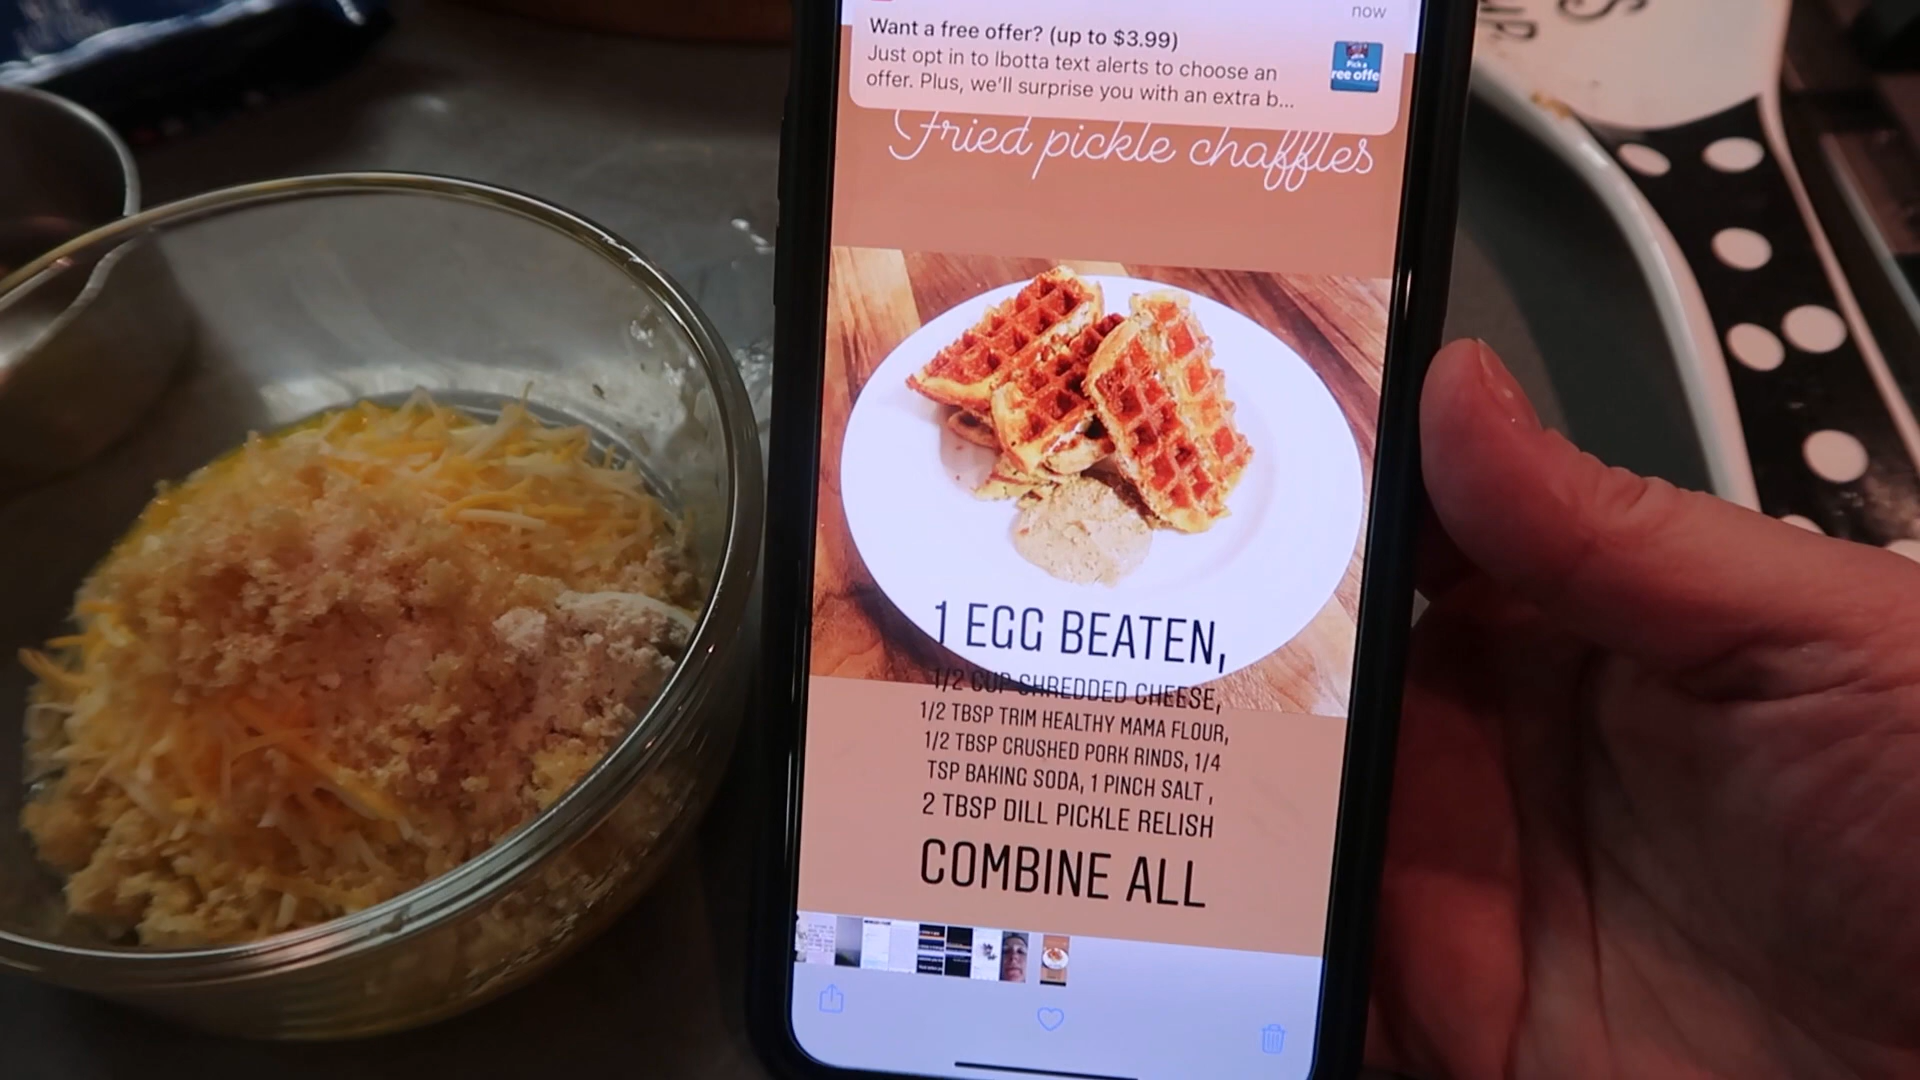 now
Want a free offer? (up to $3.99)
Just opt in to Ibotta text alerts to choose an
offer. Plus, we'll surprise you with an extra b...
Pick a
ree offe
Fried pickle chaffles
1 EGG BEATEN,
1/2 CUP SHREDDED CHEESE,
1/2 TBSP TRIM HEALTHY MAMA FLOUR,
1/2 TBSP CRUSHED PORK RINDS, 1/4
TSP BAKING SODA, 1 PINCH SALT ,
2 TBSP DILL PICKLE RELISH
COMBINE ALL